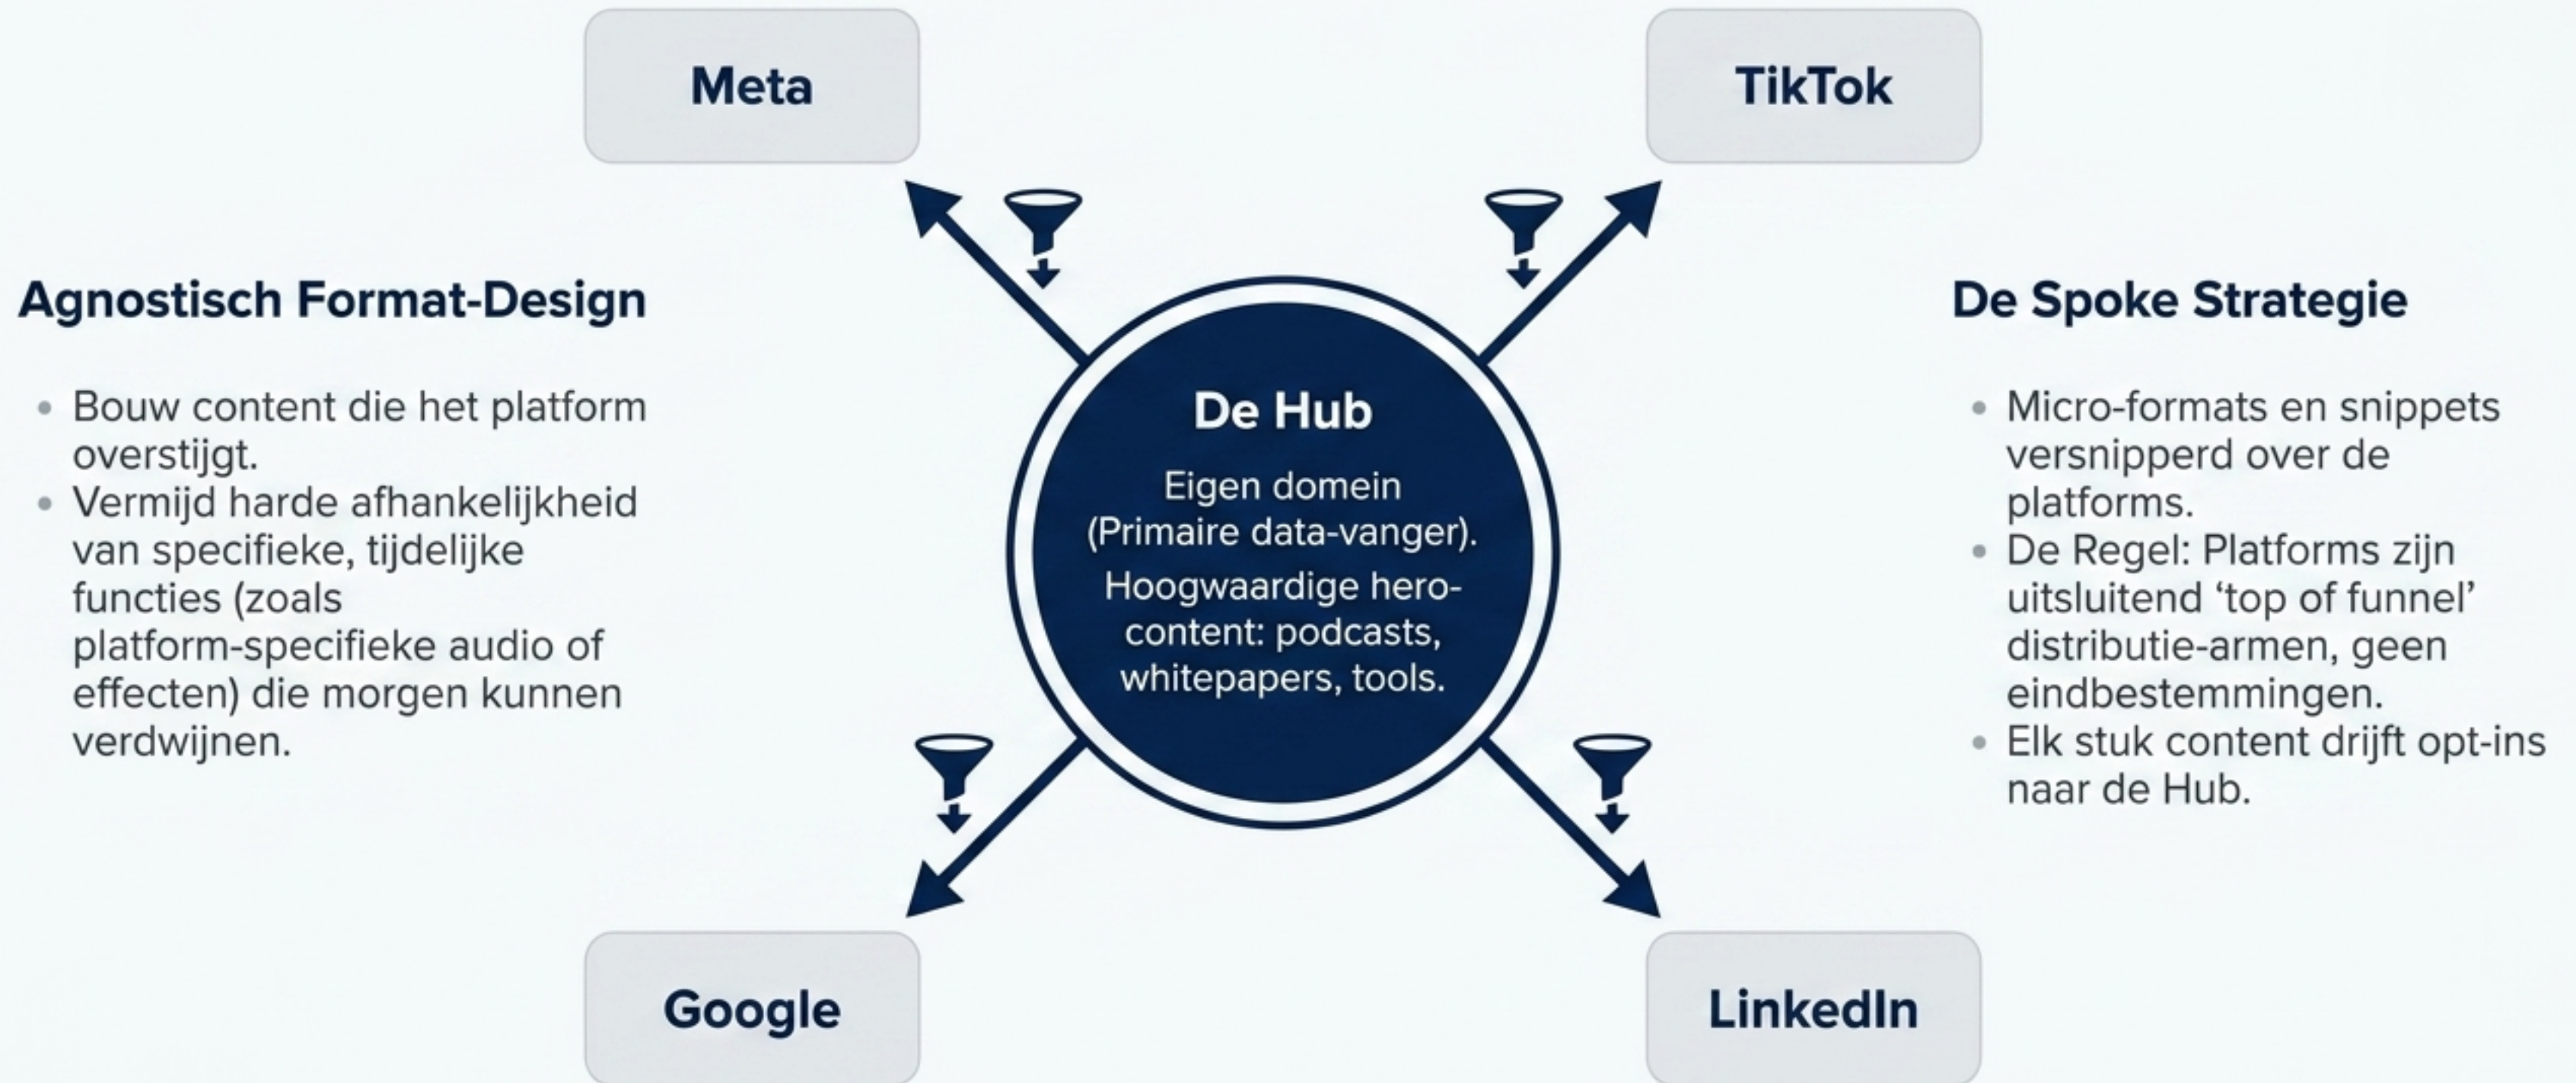 Meta
TikTok
Agnostisch Format-Design
Bouw content die het platform
overstijgt.
Vermijd harde afhankelijkheid
van specifieke, tijdelijke
functies (zoals
platform-specifieke audio of
effecten) die morgen kunnen
verdwijnen.
De Hub
Eigen domein
(Primaire data-vanger).
Hoogwaardige hero-
content: podcasts,
whitepapers, tools.
De Spoke Strategie
Micro-formats en snippets
versnipperd over de
platforms.
De Regel: Platforms zijn
uitsluitend ‘top of funnel’
distributie-armen, geen
eindbestemmingen.
Elk stuk content drijft opt-ins
naar de Hub.
Google
LinkedIn